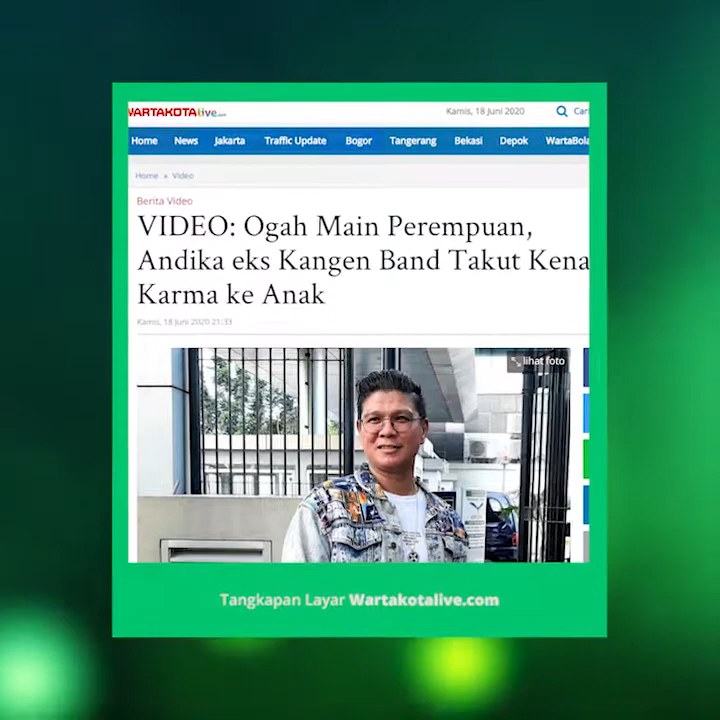 WARTAKOTAlive.com
Kamis, 18 Juni 2020
Cari
Home News Jakarta Traffic Update Bogor Tangerang Bekasi Depok WartaBola
Home » Video
Berita Video
VIDEO: Ogah Main Perempuan,
Andika eks Kangen Band Takut Kena
Karma ke Anak
Kamis, 18 Juni 2020 21:33
lihat foto
Tangkapan Layar Wartakotalive.com